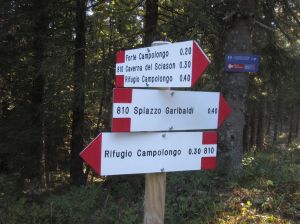 Forte Campolongo 0.20
810 Caverna del Sciason 0.30
Rifugio Campolongo 0.40
810 Spiazzo Garibaldi 0.40
Rifugio Campolongo 0.30 810